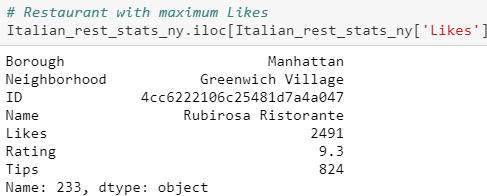 # Restaurant with maximum Likes
Italian_rest_stats_ny.iloc[Italian_rest_stats_ny['Likes']
Borough Manhattan
Neighborhood Greenwich Village
ID 4cc6222106c25481d7a4a047
Name Rubirosa Ristorante
Likes 2491
Rating 9.3
Tips 824
Name: 233, dtype: object